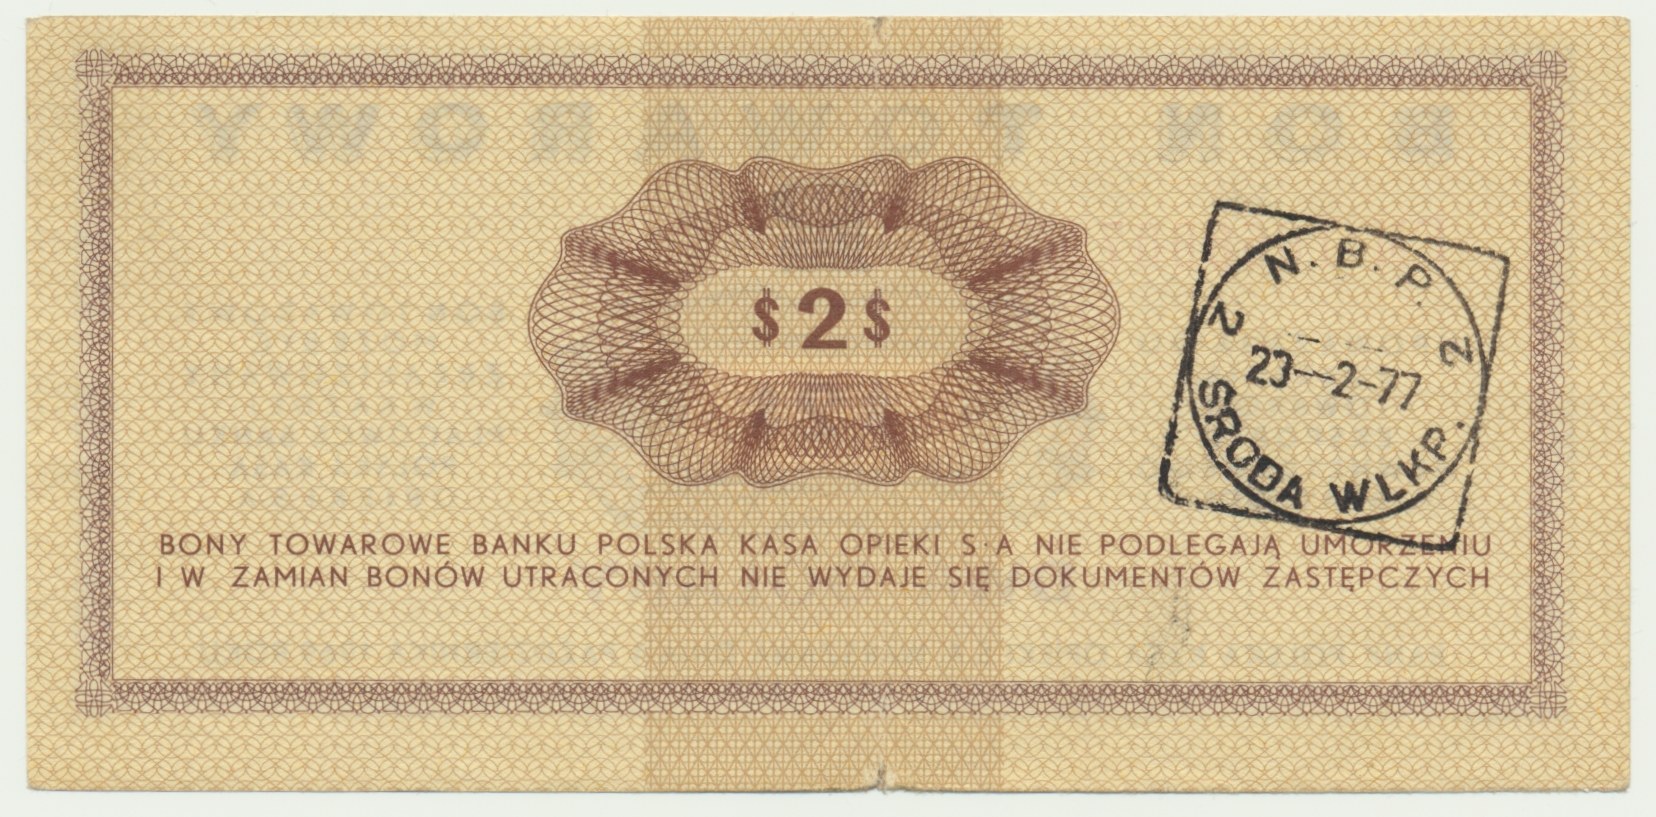 $2$
N.B.P.
2 2
23-2-77
ŚRODA WLKP.
BONY TOWAROWE BANKU POLSKA KASA OPIEKI S·A NIE PODLEGAJĄ UMORZENIU
I W ZAMIAN BONÓW UTRACONYCH NIE WYDAJE SIĘ DOKUMENTÓW ZASTĘPCZYCH